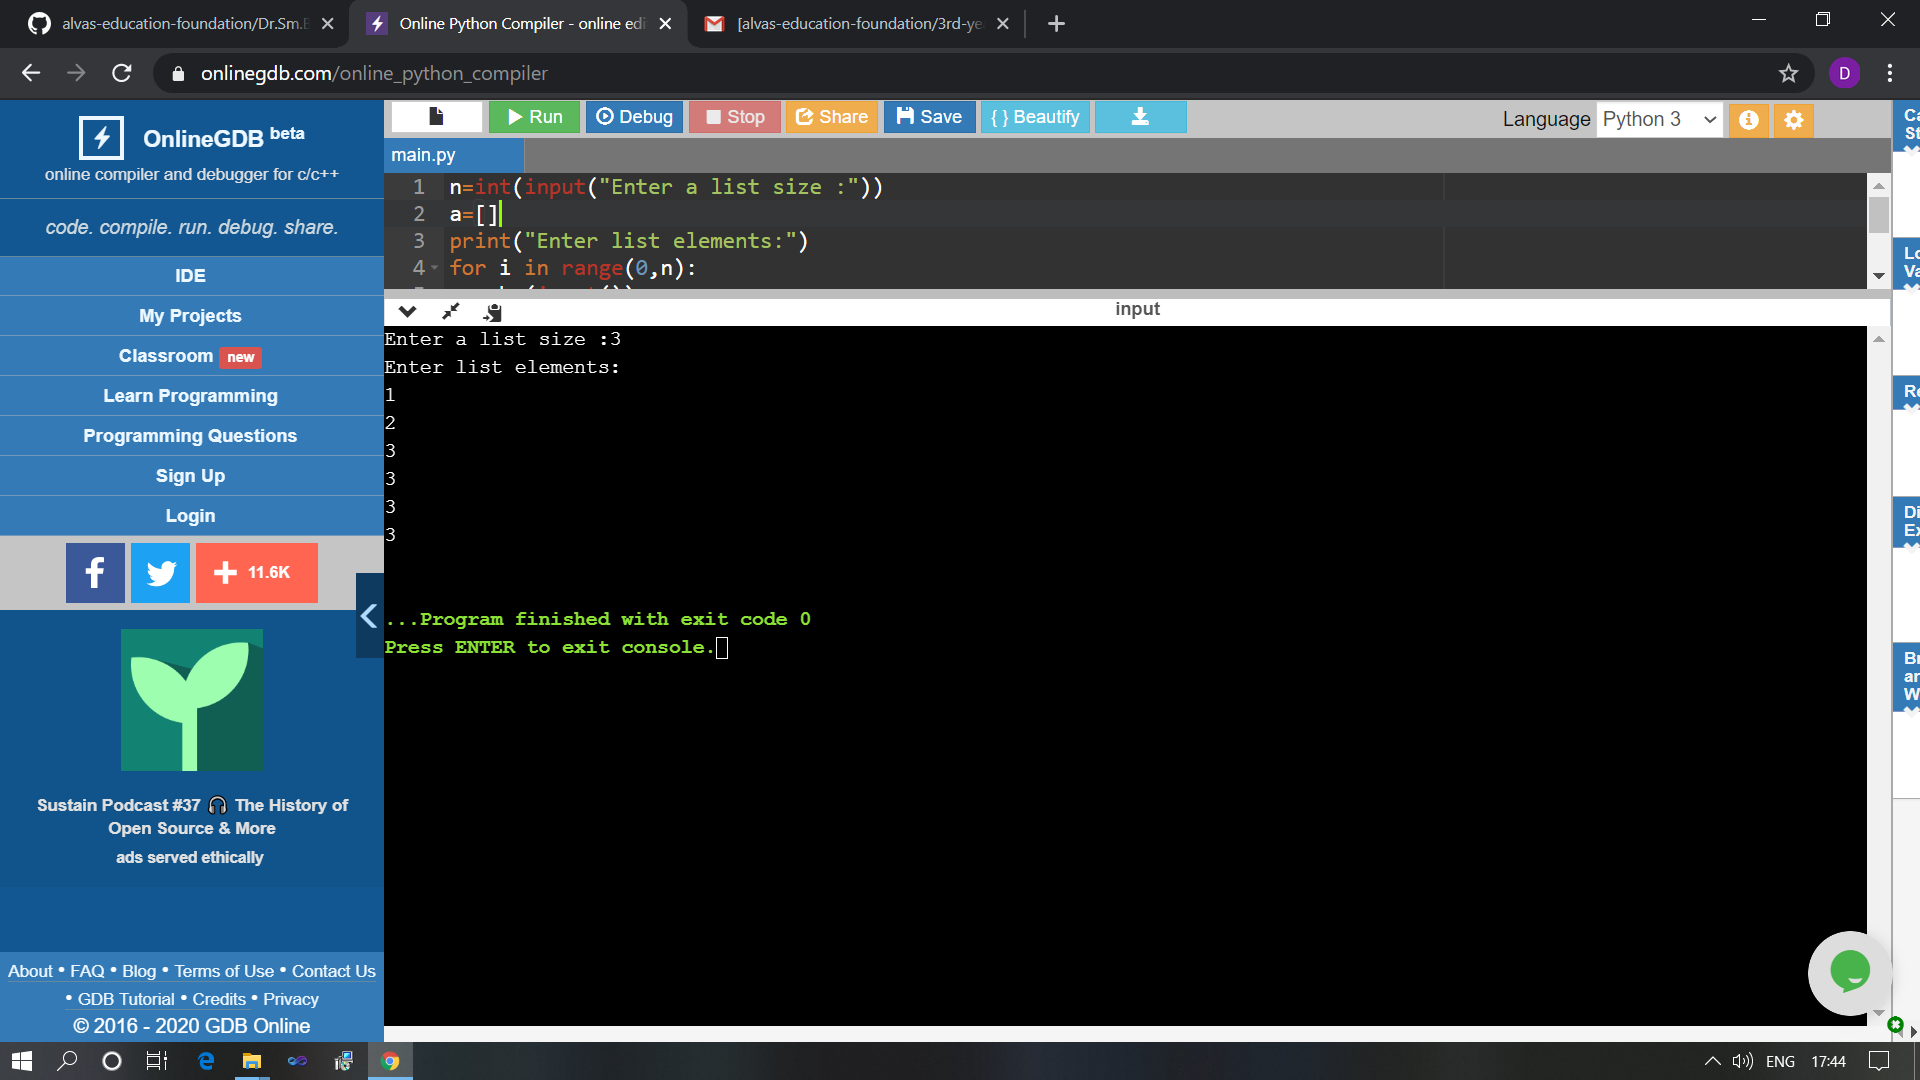 alvas-education-foundation/Dr.Sm.B
Online Python Compiler - online edi
[alvas-education-foundation/3rd-ye
onlinegdb.com/online_python_compiler
D
OnlineGDB beta
online compiler and debugger for c/c++
code. compile. run. debug. share.
IDE
My Projects
Classroom new
Learn Programming
Programming Questions
Sign Up
Login
f
+ 11.6K
Sustain Podcast #37 🎧 The History of
Open Source & More
ads served ethically
About • FAQ • Blog • Terms of Use • Contact Us
• GDB Tutorial • Credits • Privacy
© 2016 - 2020 GDB Online
Run Debug Stop Share Save { } Beautify
Language Python 3
main.py
1 n=int(input("Enter a list size :"))
2 a=[]
3 print("Enter list elements:")
4 for i in range(0,n):
input
Enter a list size :3
Enter list elements:
1
2
3
3
3
3
...Program finished with exit code 0
Press ENTER to exit console.
Ca
St
Lo
Va
Re
Di
Ex
Br
an
W
ENG 17:44